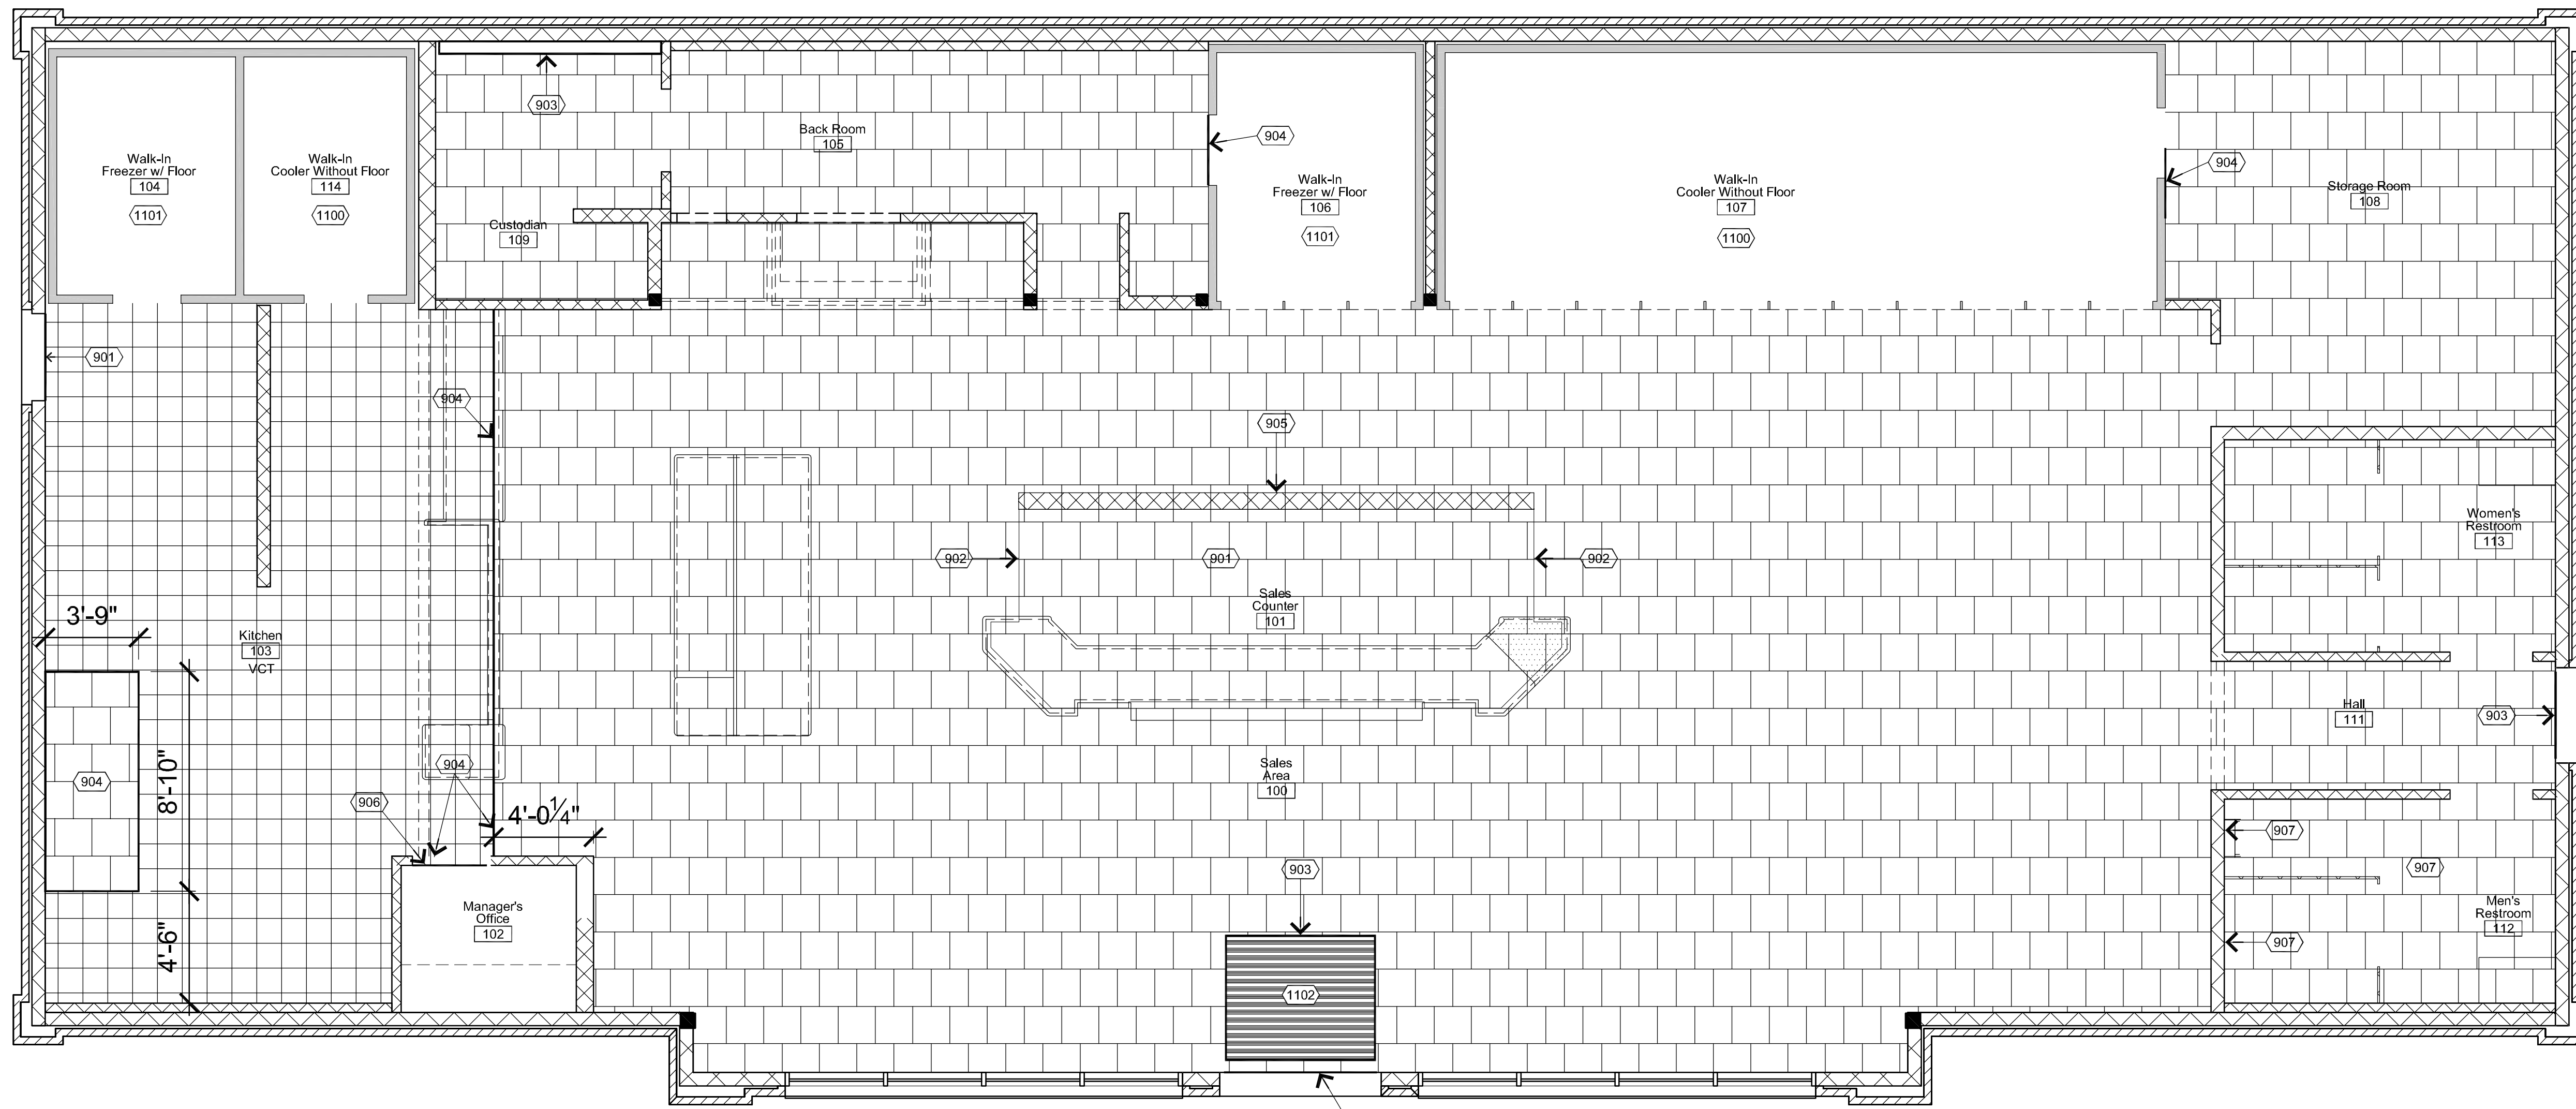 903
Back Room
105
904
Walk-In
Freezer w/ Floor
104
1101
Walk-In
Cooler Without Floor
114
1100
Custodian
109
Walk-In
Freezer w/ Floor
106
1101
Walk-In
Cooler Without Floor
107
1100
904
Storage Room
108
901
904
905
902
901
902
Sales
Counter
101
Women's
Restroom
113
3'-9"
Kitchen
103
VCT
904
8'-10"
4'-6"
906
904
4'-0¼"
Sales
Area
100
Hall
111
903
907
907
907
Men's
Restroom
112
Manager's
Office
102
903
1102